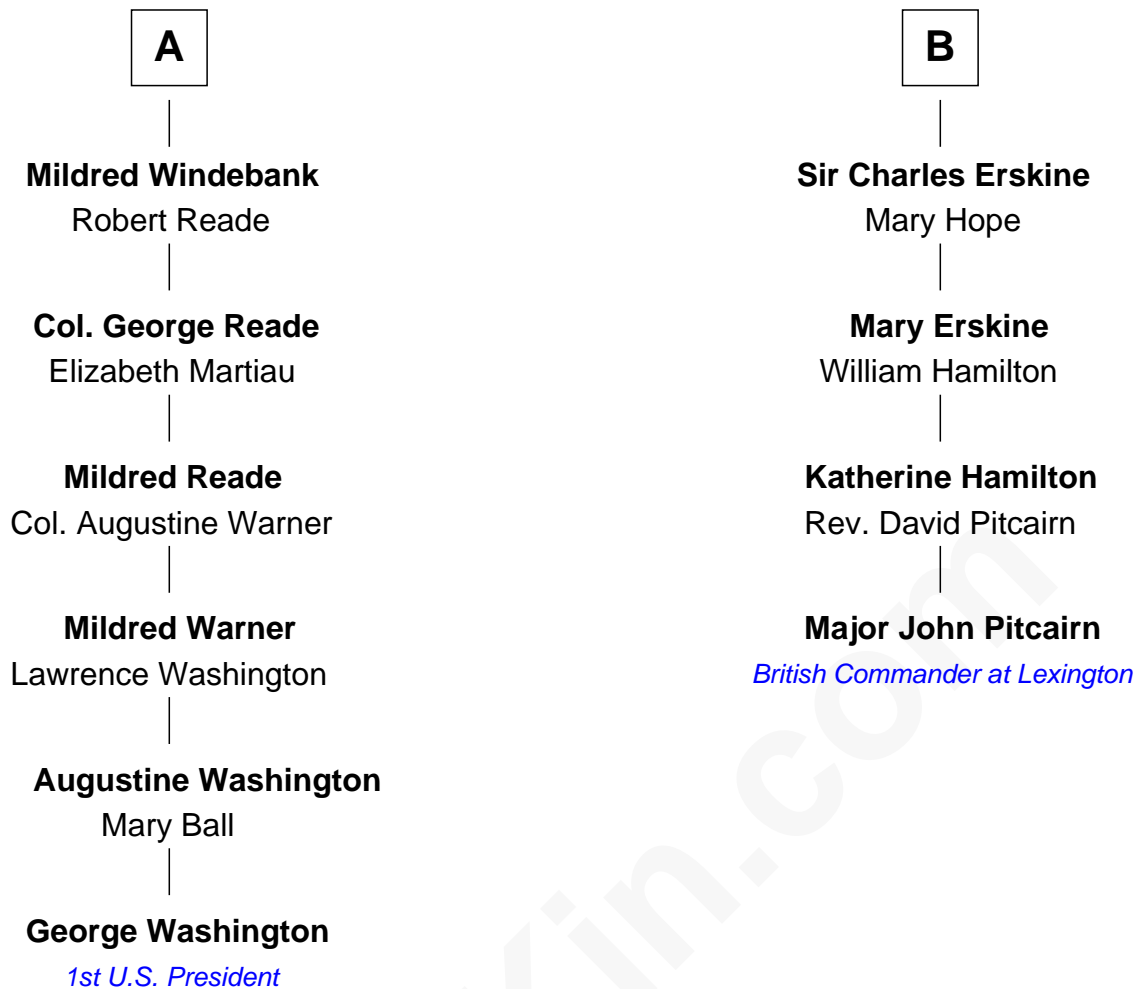 A
Mildred Windebank
Robert Reade
Col. George Reade
Elizabeth Martiau
Mildred Reade
Col. Augustine Warner
Mildred Warner
Lawrence Washington
Augustine Washington
Mary Ball
George Washington
1st U.S. President
B
Sir Charles Erskine
Mary Hope
Mary Erskine
William Hamilton
Katherine Hamilton
Rev. David Pitcairn
Major John Pitcairn
British Commander at Lexington
Kin.com